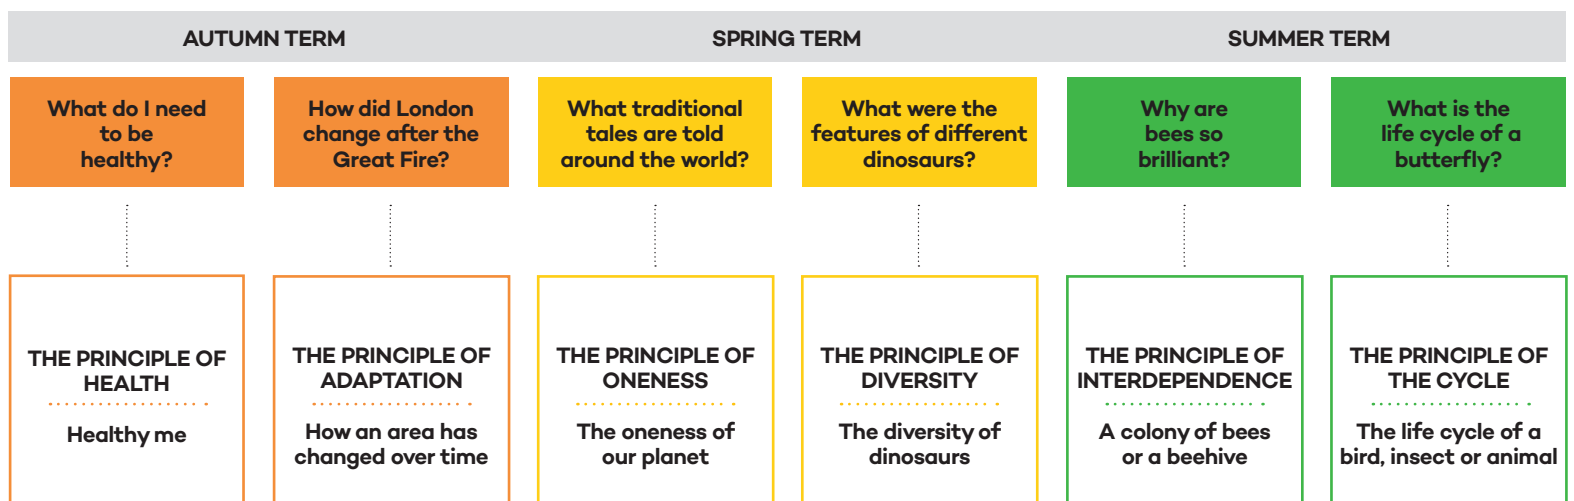 AUTUMN TERM
SPRING TERM
SUMMER TERM
What do I need
to be
healthy?
How did London
change after the
Great Fire?
What traditional
tales are told
around the world?
What were the
features of different
dinosaurs?
Why are
bees so
brilliant?
What is the
life cycle of a
butterfly?
THE PRINCIPLE OF
HEALTH
Healthy me
THE PRINCIPLE OF
ADAPTATION
How an area has
changed over time
THE PRINCIPLE OF
ONENESS
The oneness of
our planet
THE PRINCIPLE OF
DIVERSITY
The diversity of
dinosaurs
THE PRINCIPLE OF
INTERDEPENDENCE
A colony of bees
or a beehive
THE PRINCIPLE OF
THE CYCLE
The life cycle of a
bird, insect or animal